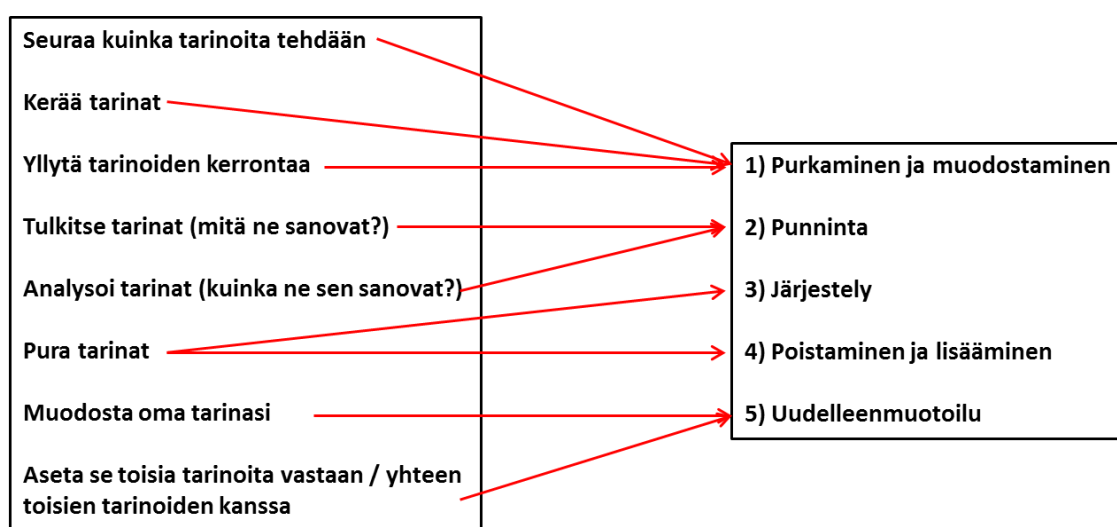 Seuraa kuinka tarinoita tehdään
Kerää tarinat
Yllytä tarinoiden kerrontaa
Tulkitse tarinat (mitä ne sanovat?)
Analysoi tarinat (kuinka ne sen sanovat?)
Pura tarinat
Muodosta oma tarinasi
Aseta se toisia tarinoita vastaan / yhteen
toisien tarinoiden kanssa
1) Purkaminen ja muodostaminen
2) Punninta
3) Järjestely
4) Poistaminen ja lisääminen
5) Uudelleenmuotoilu